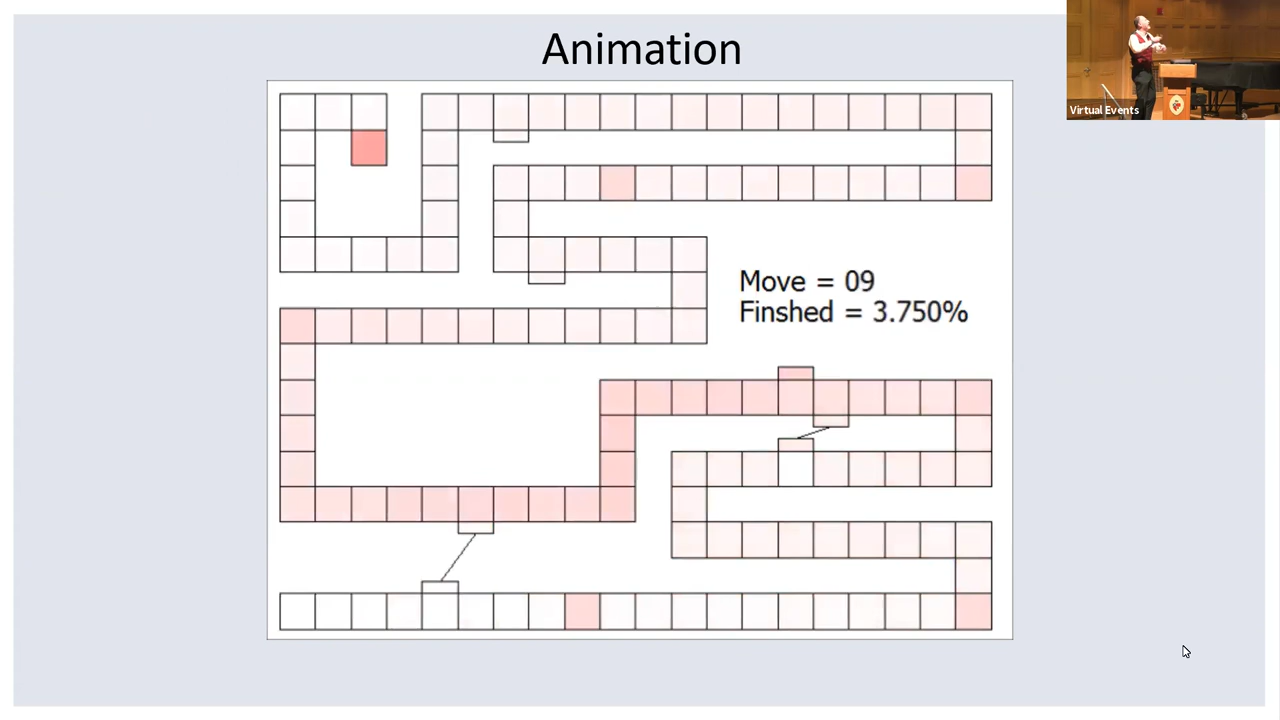 Animation
Virtual Events
Move = 09
Finshed = 3.750%